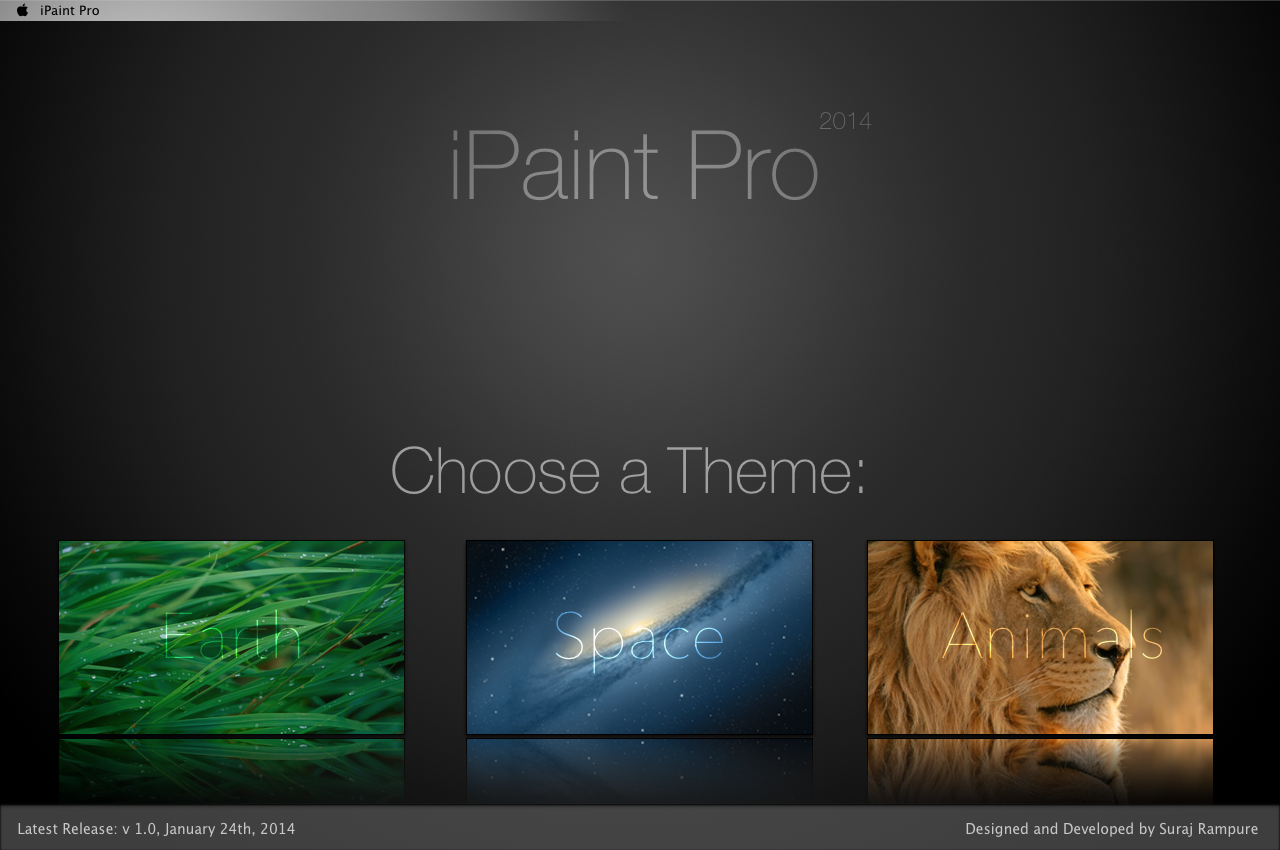 iPaint Pro
2014
iPaint Pro
Choose a Theme:
Earth
Space
Animals
Latest Release: v 1.0, January 24th, 2014
Designed and Developed by Suraj Rampure